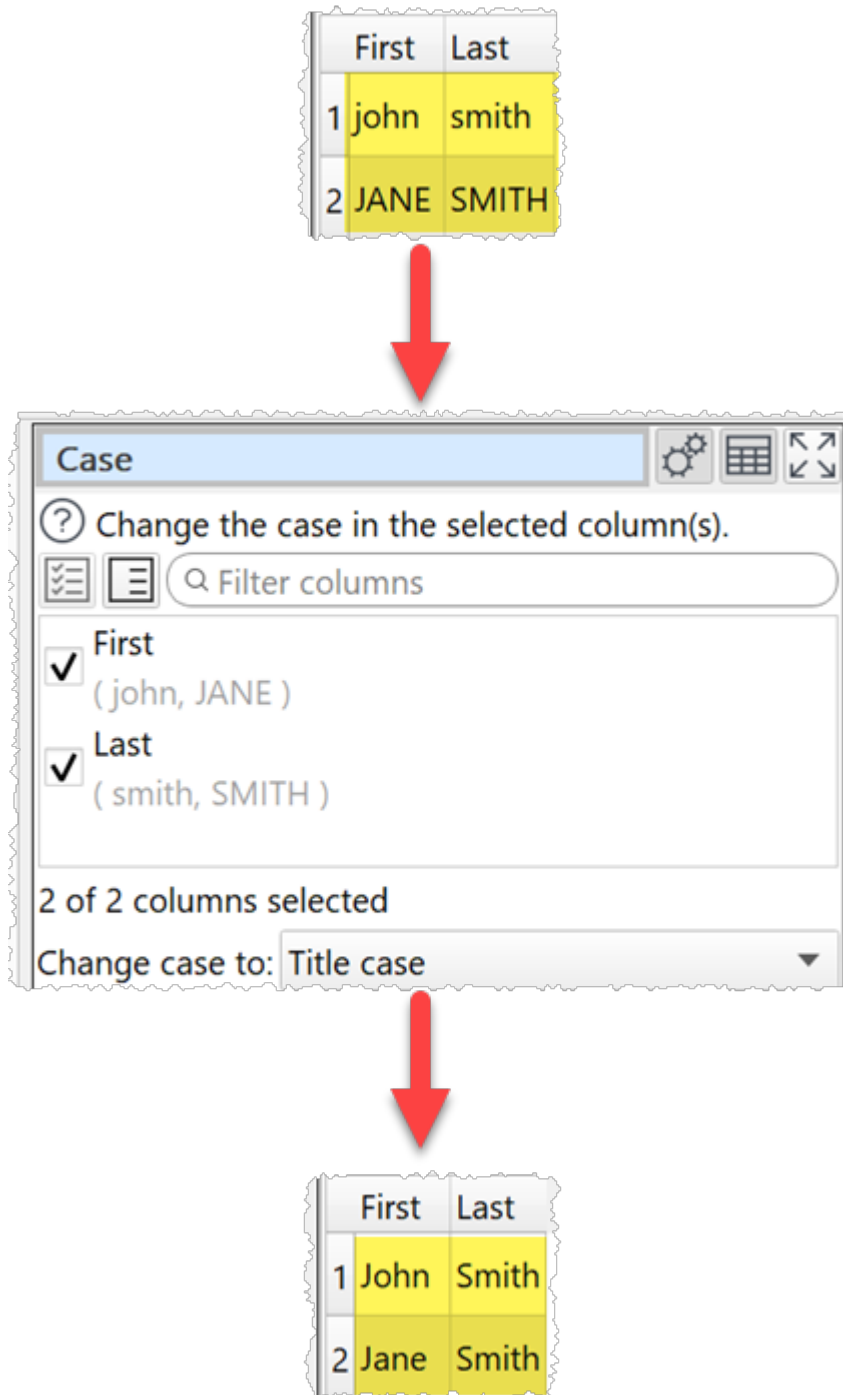 First Last
1 john smith
2 JANE SMITH
Case
? Change the case in the selected column(s).
Filter columns
First
( john, JANE )
Last
( smith, SMITH )
2 of 2 columns selected
Change case to: Title case
First Last
1 John Smith
2 Jane Smith